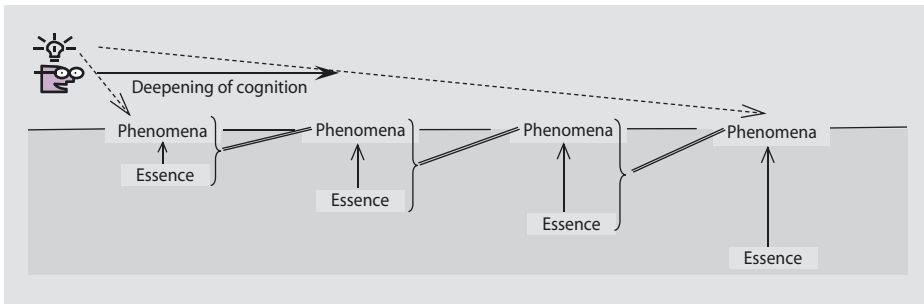 Deepening of cognition
Phenomena
Phenomena
Phenomena
Phenomena
Essence
Essence
Essence
Essence